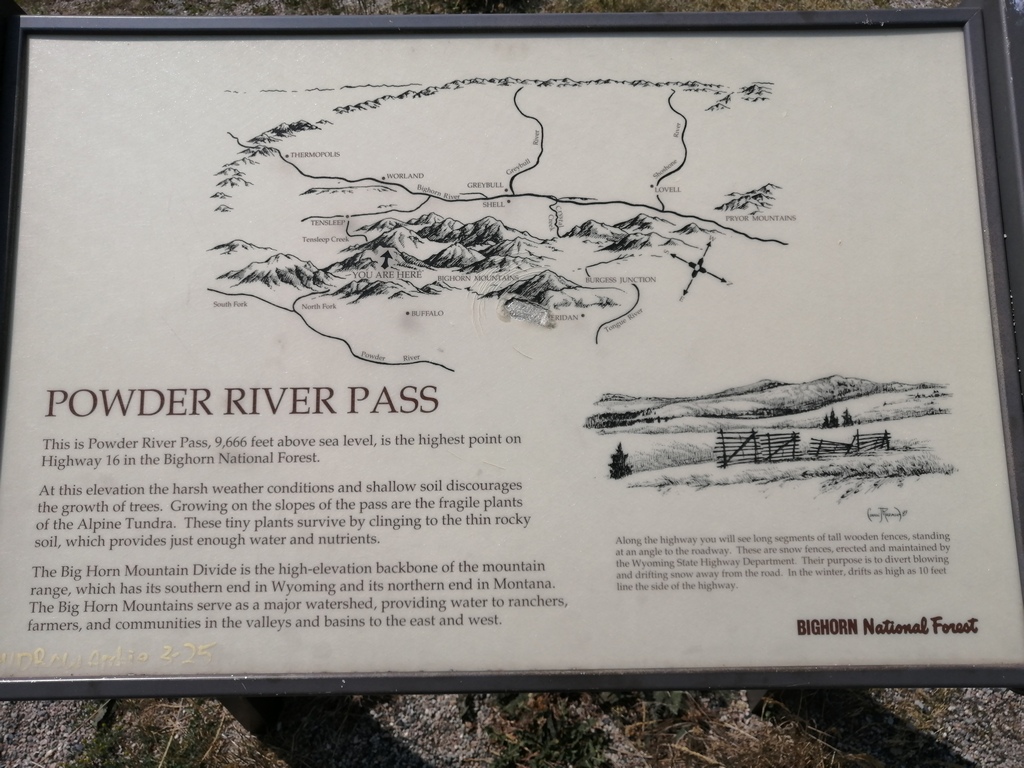 THERMOPOLIS
WORLAND
Bighorn River
GREYBULL
SHELL
Greybull River
Shoshone River
LOVELL
PRYOR MOUNTAINS
TENSLEEP
Tensleep Creek
Creek
YOU ARE HERE
BIGHORN MOUNTAINS
BURGESS JUNCTION
South Fork
North Fork
BUFFALO
Tongue River
Powder River
POWDER RIVER PASS
This is Powder River Pass, 9,666 feet above sea level, is the highest point on
Highway 16 in the Bighorn National Forest.
At this elevation the harsh weather conditions and shallow soil discourages
the growth of trees. Growing on the slopes of the pass are the fragile plants
of the Alpine Tundra. These tiny plants survive by clinging to the thin rocky
soil, which provides just enough water and nutrients.
The Big Horn Mountain Divide is the high-elevation backbone of the mountain
range, which has its southern end in Wyoming and its northern end in Montana.
The Big Horn Mountains serve as a major watershed, providing water to ranchers,
farmers, and communities in the valleys and basins to the east and west.
Along the highway you will see long segments of tall wooden fences, standing
at an angle to the roadway. These are snow fences, erected and maintained by
the Wyoming State Highway Department. Their purpose is to divert blowing
and drifting snow away from the road. In the winter, drifts as high as 10 feet
line the side of the highway.
BIGHORN National Forest
3-25